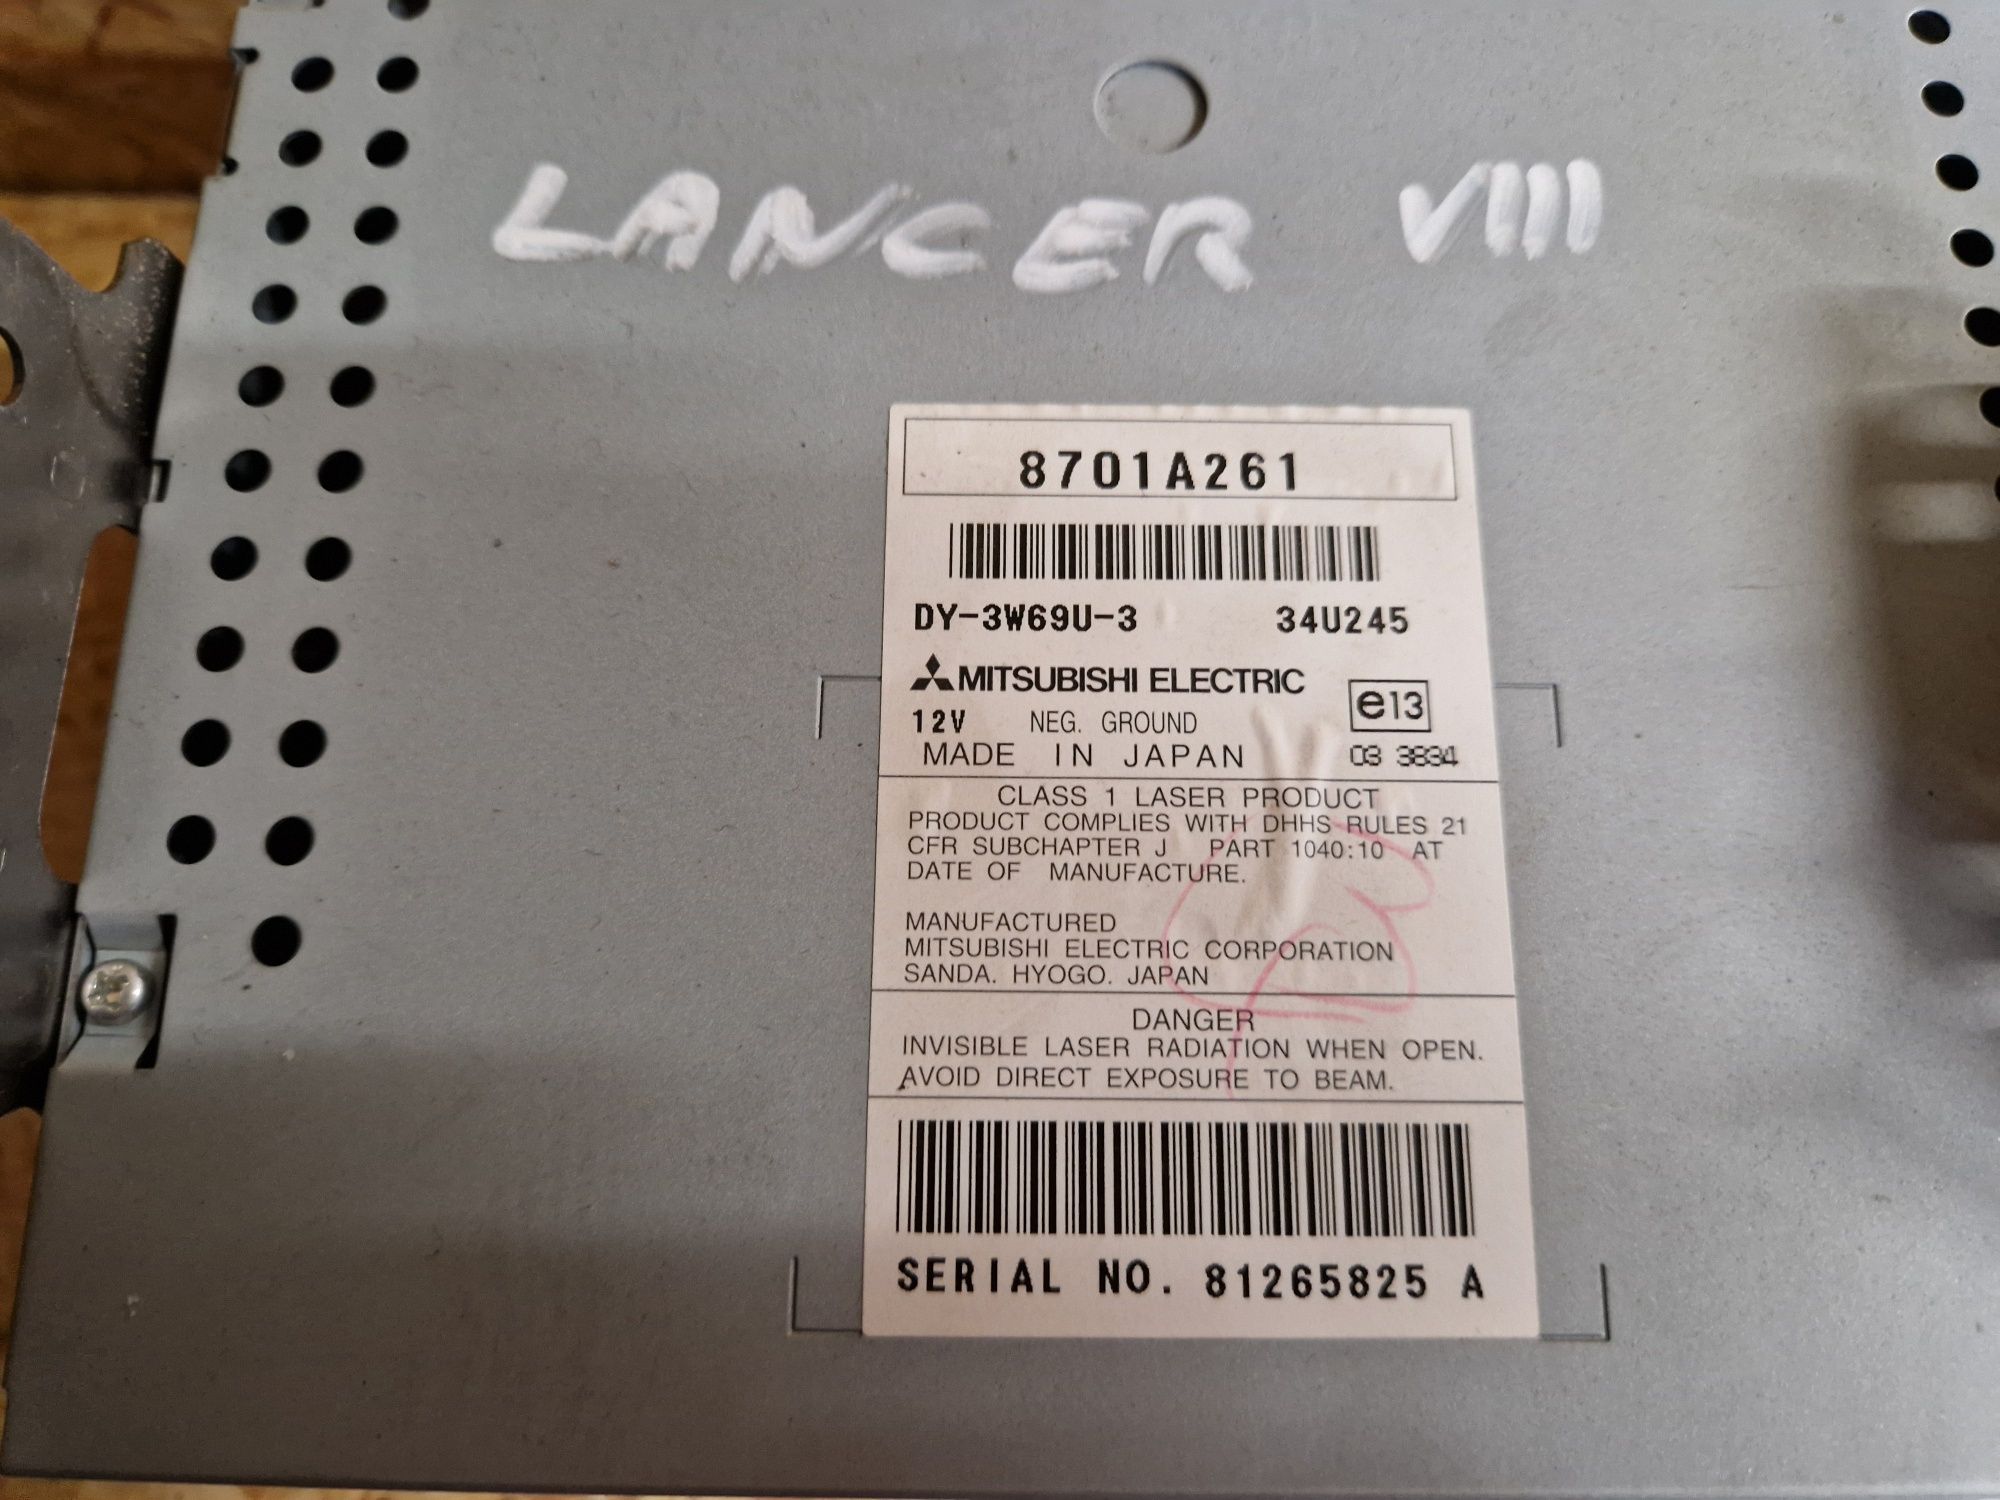 LANCER VIII
8701A261
DY-3W69U-3 34U245
MITSUBISHI ELECTRIC
e13
12V NEG. GROUND
MADE IN JAPAN 03 3834
CLASS 1 LASER PRODUCT
PRODUCT COMPLIES WITH DHHS RULES 21
CFR SUBCHAPTER J PART 1040:10 AT
DATE OF MANUFACTURE.
MANUFACTURED
MITSUBISHI ELECTRIC CORPORATION
SANDA. HYOGO. JAPAN
DANGER
INVISIBLE LASER RADIATION WHEN OPEN.
AVOID DIRECT EXPOSURE TO BEAM.
SERIAL NO. 81265825 A